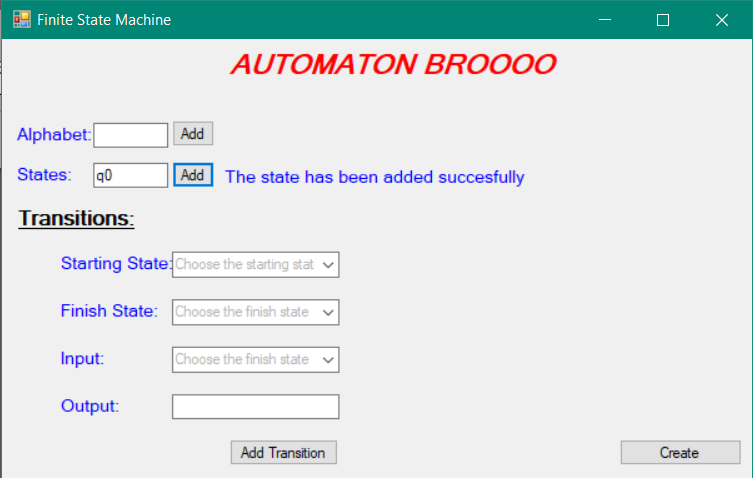 Finite State Machine
AUTOMATON BROOOO
Alphabet: Add
States: q0 Add The state has been added succesfully
Transitions:
Starting State: Choose the starting stat
Finish State: Choose the finish state
Input: Choose the finish state
Output:
Add Transition Create